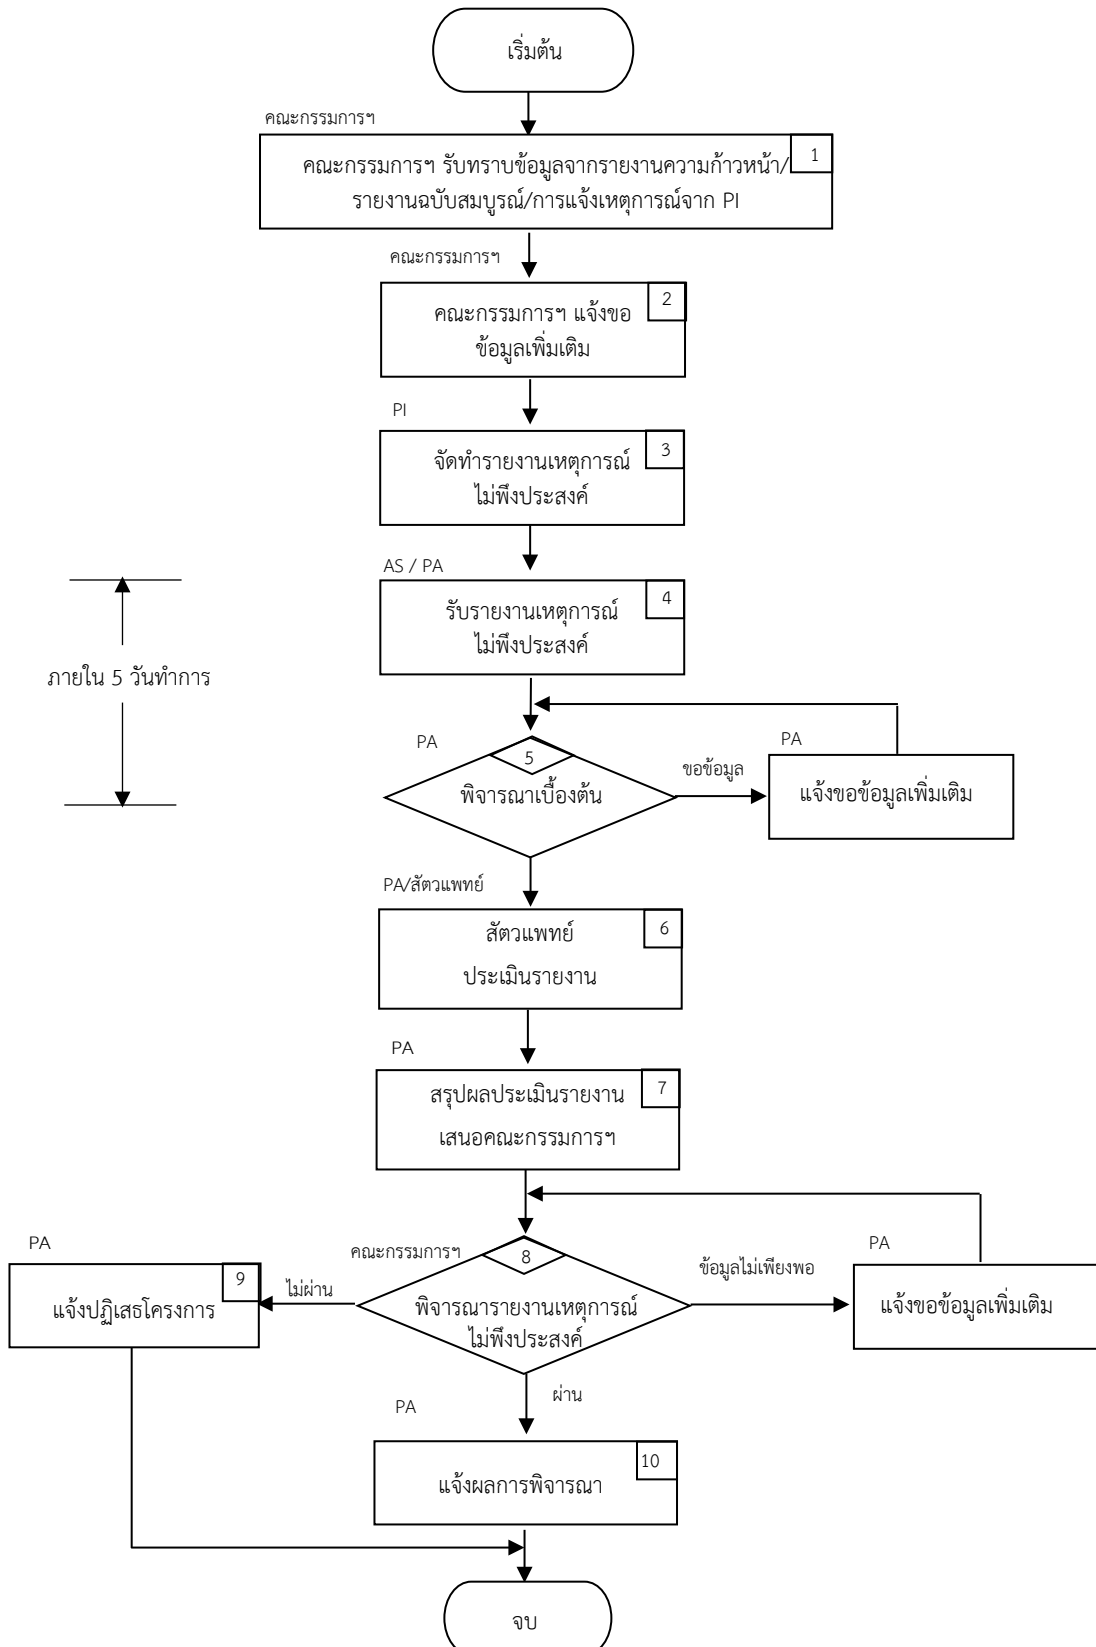 เริ่มต้น
คณะกรรมการฯ
1
คณะกรรมการฯ รับทราบข้อมูลจากรายงานความก้าวหน้า/
รายงานฉบับสมบูรณ์/การแจ้งเหตุการณ์จาก PI
คณะกรรมการฯ
2
คณะกรรมการฯ แจ้งขอ
ข้อมูลเพิ่มเติม
PI
3
จัดทำรายงานเหตุการณ์
ไม่พึงประสงค์
AS / PA
4
รับรายงานเหตุการณ์
ไม่พึงประสงค์
ภายใน 5 วันทำการ
PA
5
พิจารณาเบื้องต้น
ขอข้อมูล
PA
แจ้งขอข้อมูลเพิ่มเติม
PA/สัตวแพทย์
6
สัตวแพทย์
ประเมินรายงาน
PA
7
สรุปผลประเมินรายงาน
เสนอคณะกรรมการฯ
PA
9
แจ้งปฏิเสธโครงการ
ไม่ผ่าน
คณะกรรมการฯ
8
พิจารณารายงานเหตุการณ์
ไม่พึงประสงค์
ข้อมูลไม่เพียงพอ
PA
แจ้งขอข้อมูลเพิ่มเติม
ผ่าน
PA
10
แจ้งผลการพิจารณา
จบ